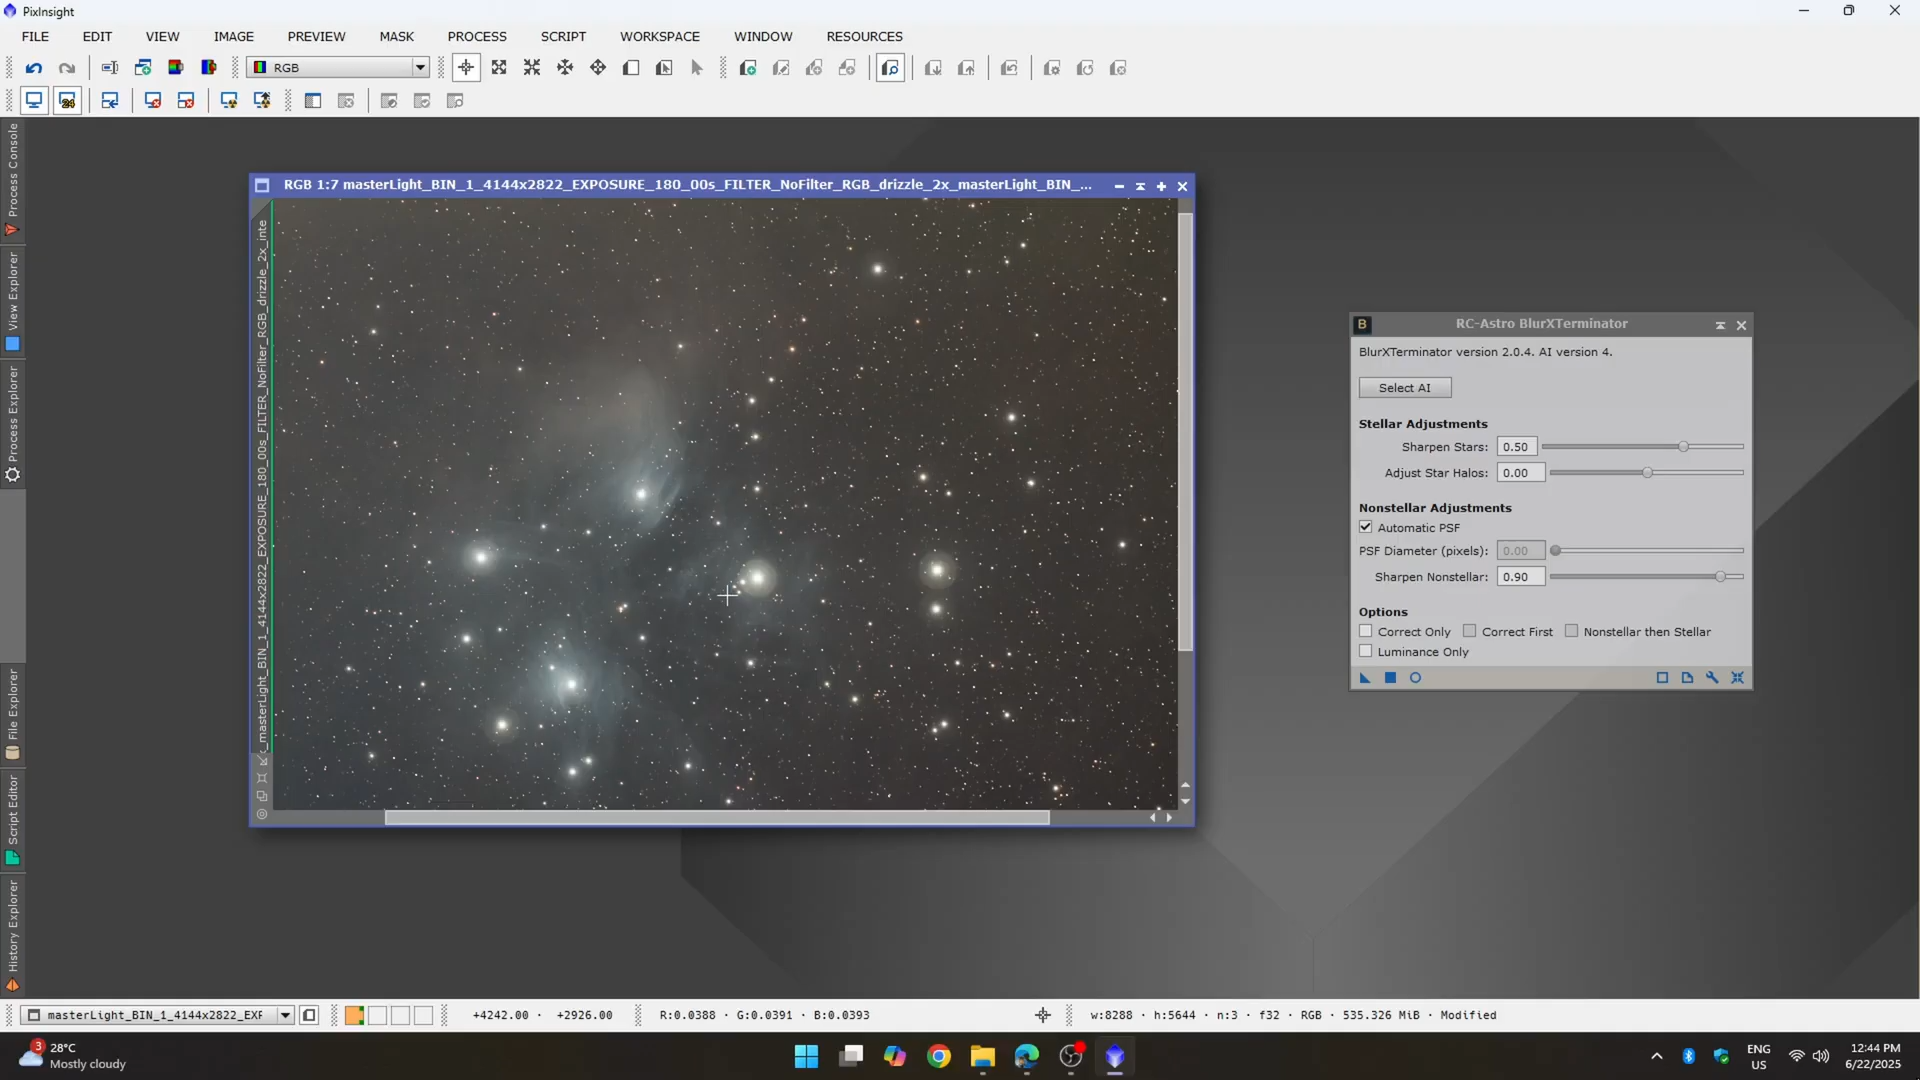 PixInsight
FILE EDIT VIEW IMAGE PREVIEW MASK PROCESS SCRIPT WORKSPACE WINDOW RESOURCES
RGB
24
Process Console
View Explorer
Process Explorer
File Explorer
Script Editor
History Explorer
RGB 1:7 masterLight_BIN_1_4144x2822_EXPOSURE_180_00s_FILTER_NoFilter_RGB_drizzle_2x_masterLight_BIN_...
masterLight_BIN_1_4144x2822_EXPOSURE_180_00s_FILTER_NoFilter_RGB_drizzle_2x_inte
B
RC-Astro BlurXTerminator
BlurXTerminator version 2.0.4. AI version 4.
Select AI
Stellar Adjustments
Sharpen Stars: 0.50
Adjust Star Halos: 0.00
Nonstellar Adjustments
Automatic PSF
PSF Diameter (pixels): 0.00
Sharpen Nonstellar: 0.90
Options
Correct Only Correct First Nonstellar then Stellar
Luminance Only
masterLight_BIN_1_4144x2822_EXF +4242.00 · +2926.00 R:0.0388 · G:0.0391 · B:0.0393 w:8288 · h:5644 · n:3 · f32 · RGB · 535.326 MiB · Modified
3
28°C
Mostly cloudy
ENG
US
12:44 PM
6/22/2025